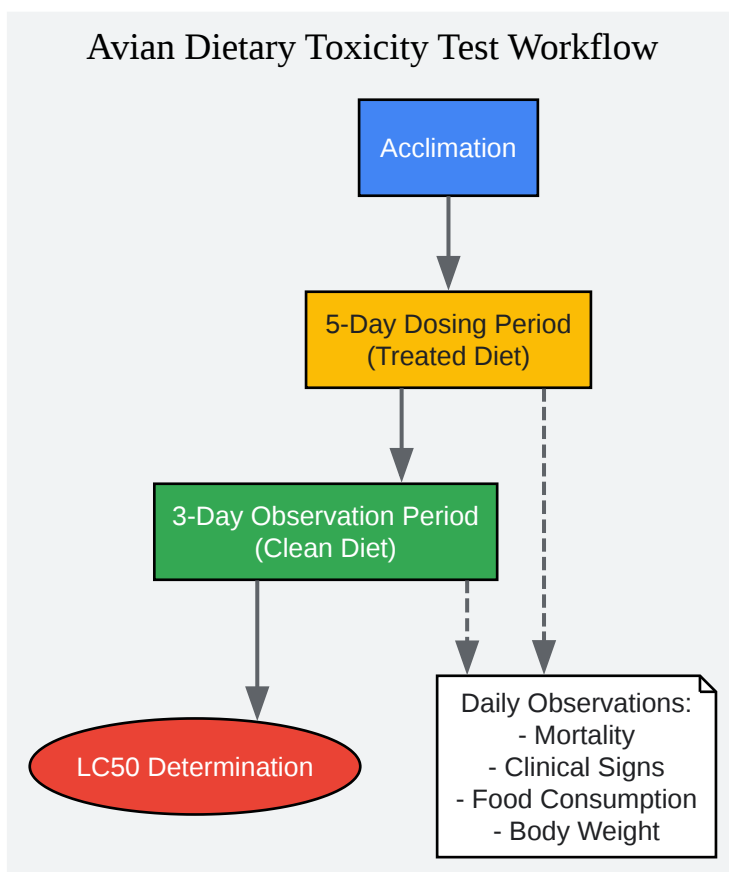 Avian Dietary Toxicity Test Workflow
Acclimation
5-Day Dosing Period
(Treated Diet)
3-Day Observation Period
(Clean Diet)
LC50 Determination
Daily Observations:
- Mortality
- Clinical Signs
- Food Consumption
- Body Weight